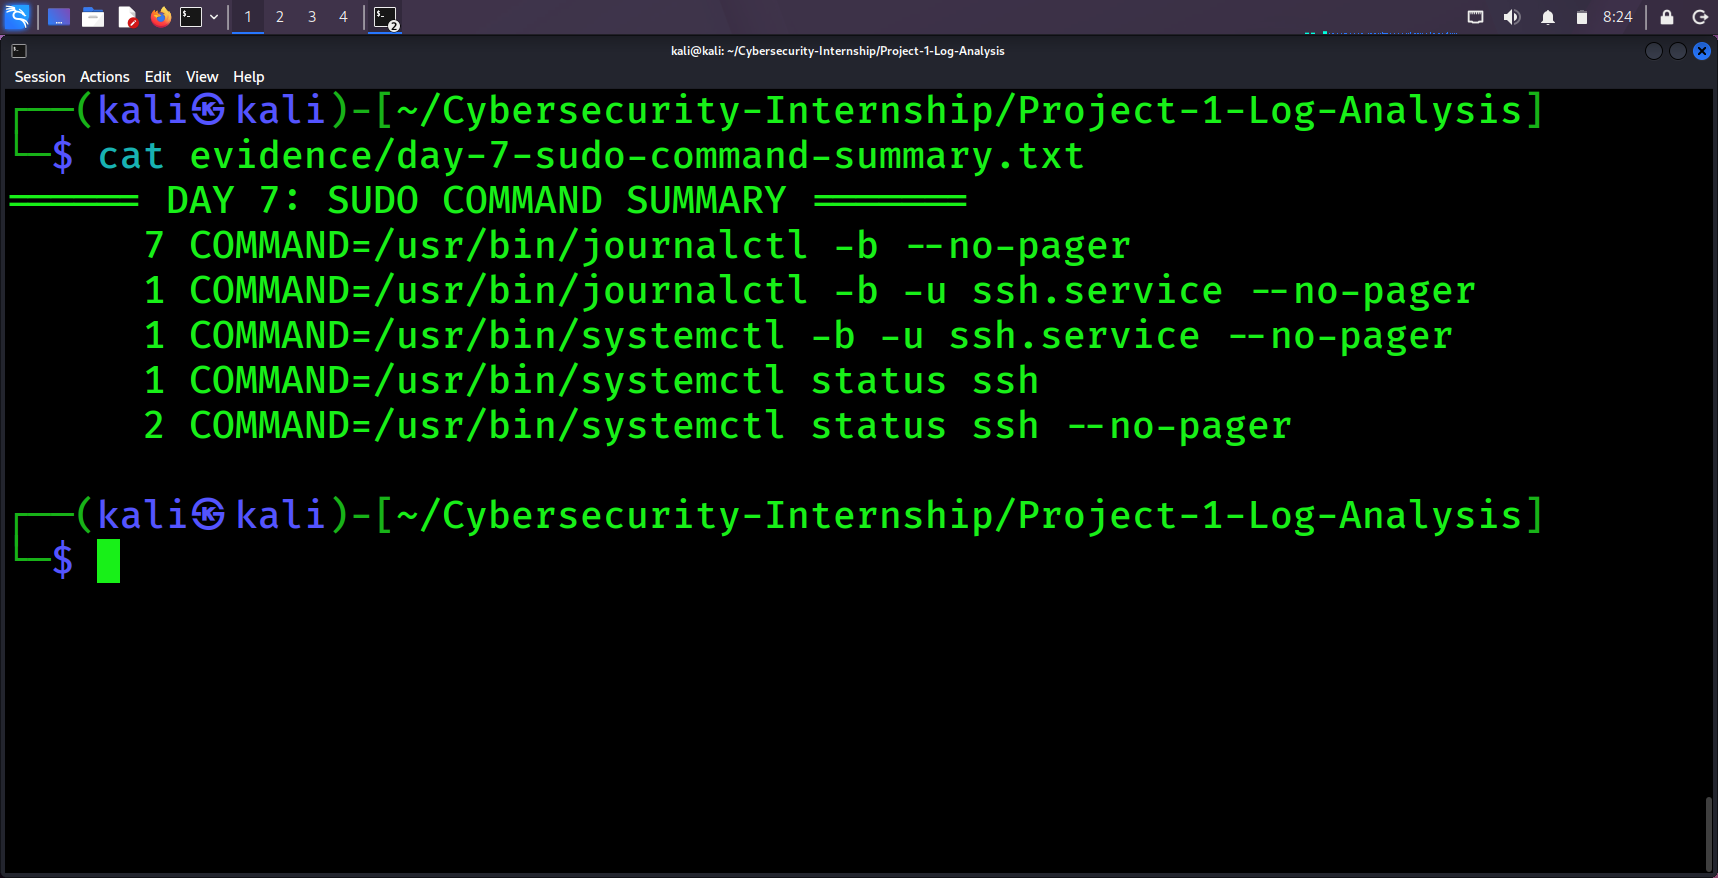 1 2 3 4 2 8:24
kali@kali: ~/Cybersecurity-Internship/Project-1-Log-Analysis
Session Actions Edit View Help
┌──(kali㉿kali)-[~/Cybersecurity-Internship/Project-1-Log-Analysis]
└─$ cat evidence/day-7-sudo-command-summary.txt
====== DAY 7: SUDO COMMAND SUMMARY =======
7 COMMAND=/usr/bin/journalctl -b --no-pager
1 COMMAND=/usr/bin/journalctl -b -u ssh.service --no-pager
1 COMMAND=/usr/bin/systemctl -b -u ssh.service --no-pager
1 COMMAND=/usr/bin/systemctl status ssh
2 COMMAND=/usr/bin/systemctl status ssh --no-pager
┌──(kali㉿kali)-[~/Cybersecurity-Internship/Project-1-Log-Analysis]
└─$